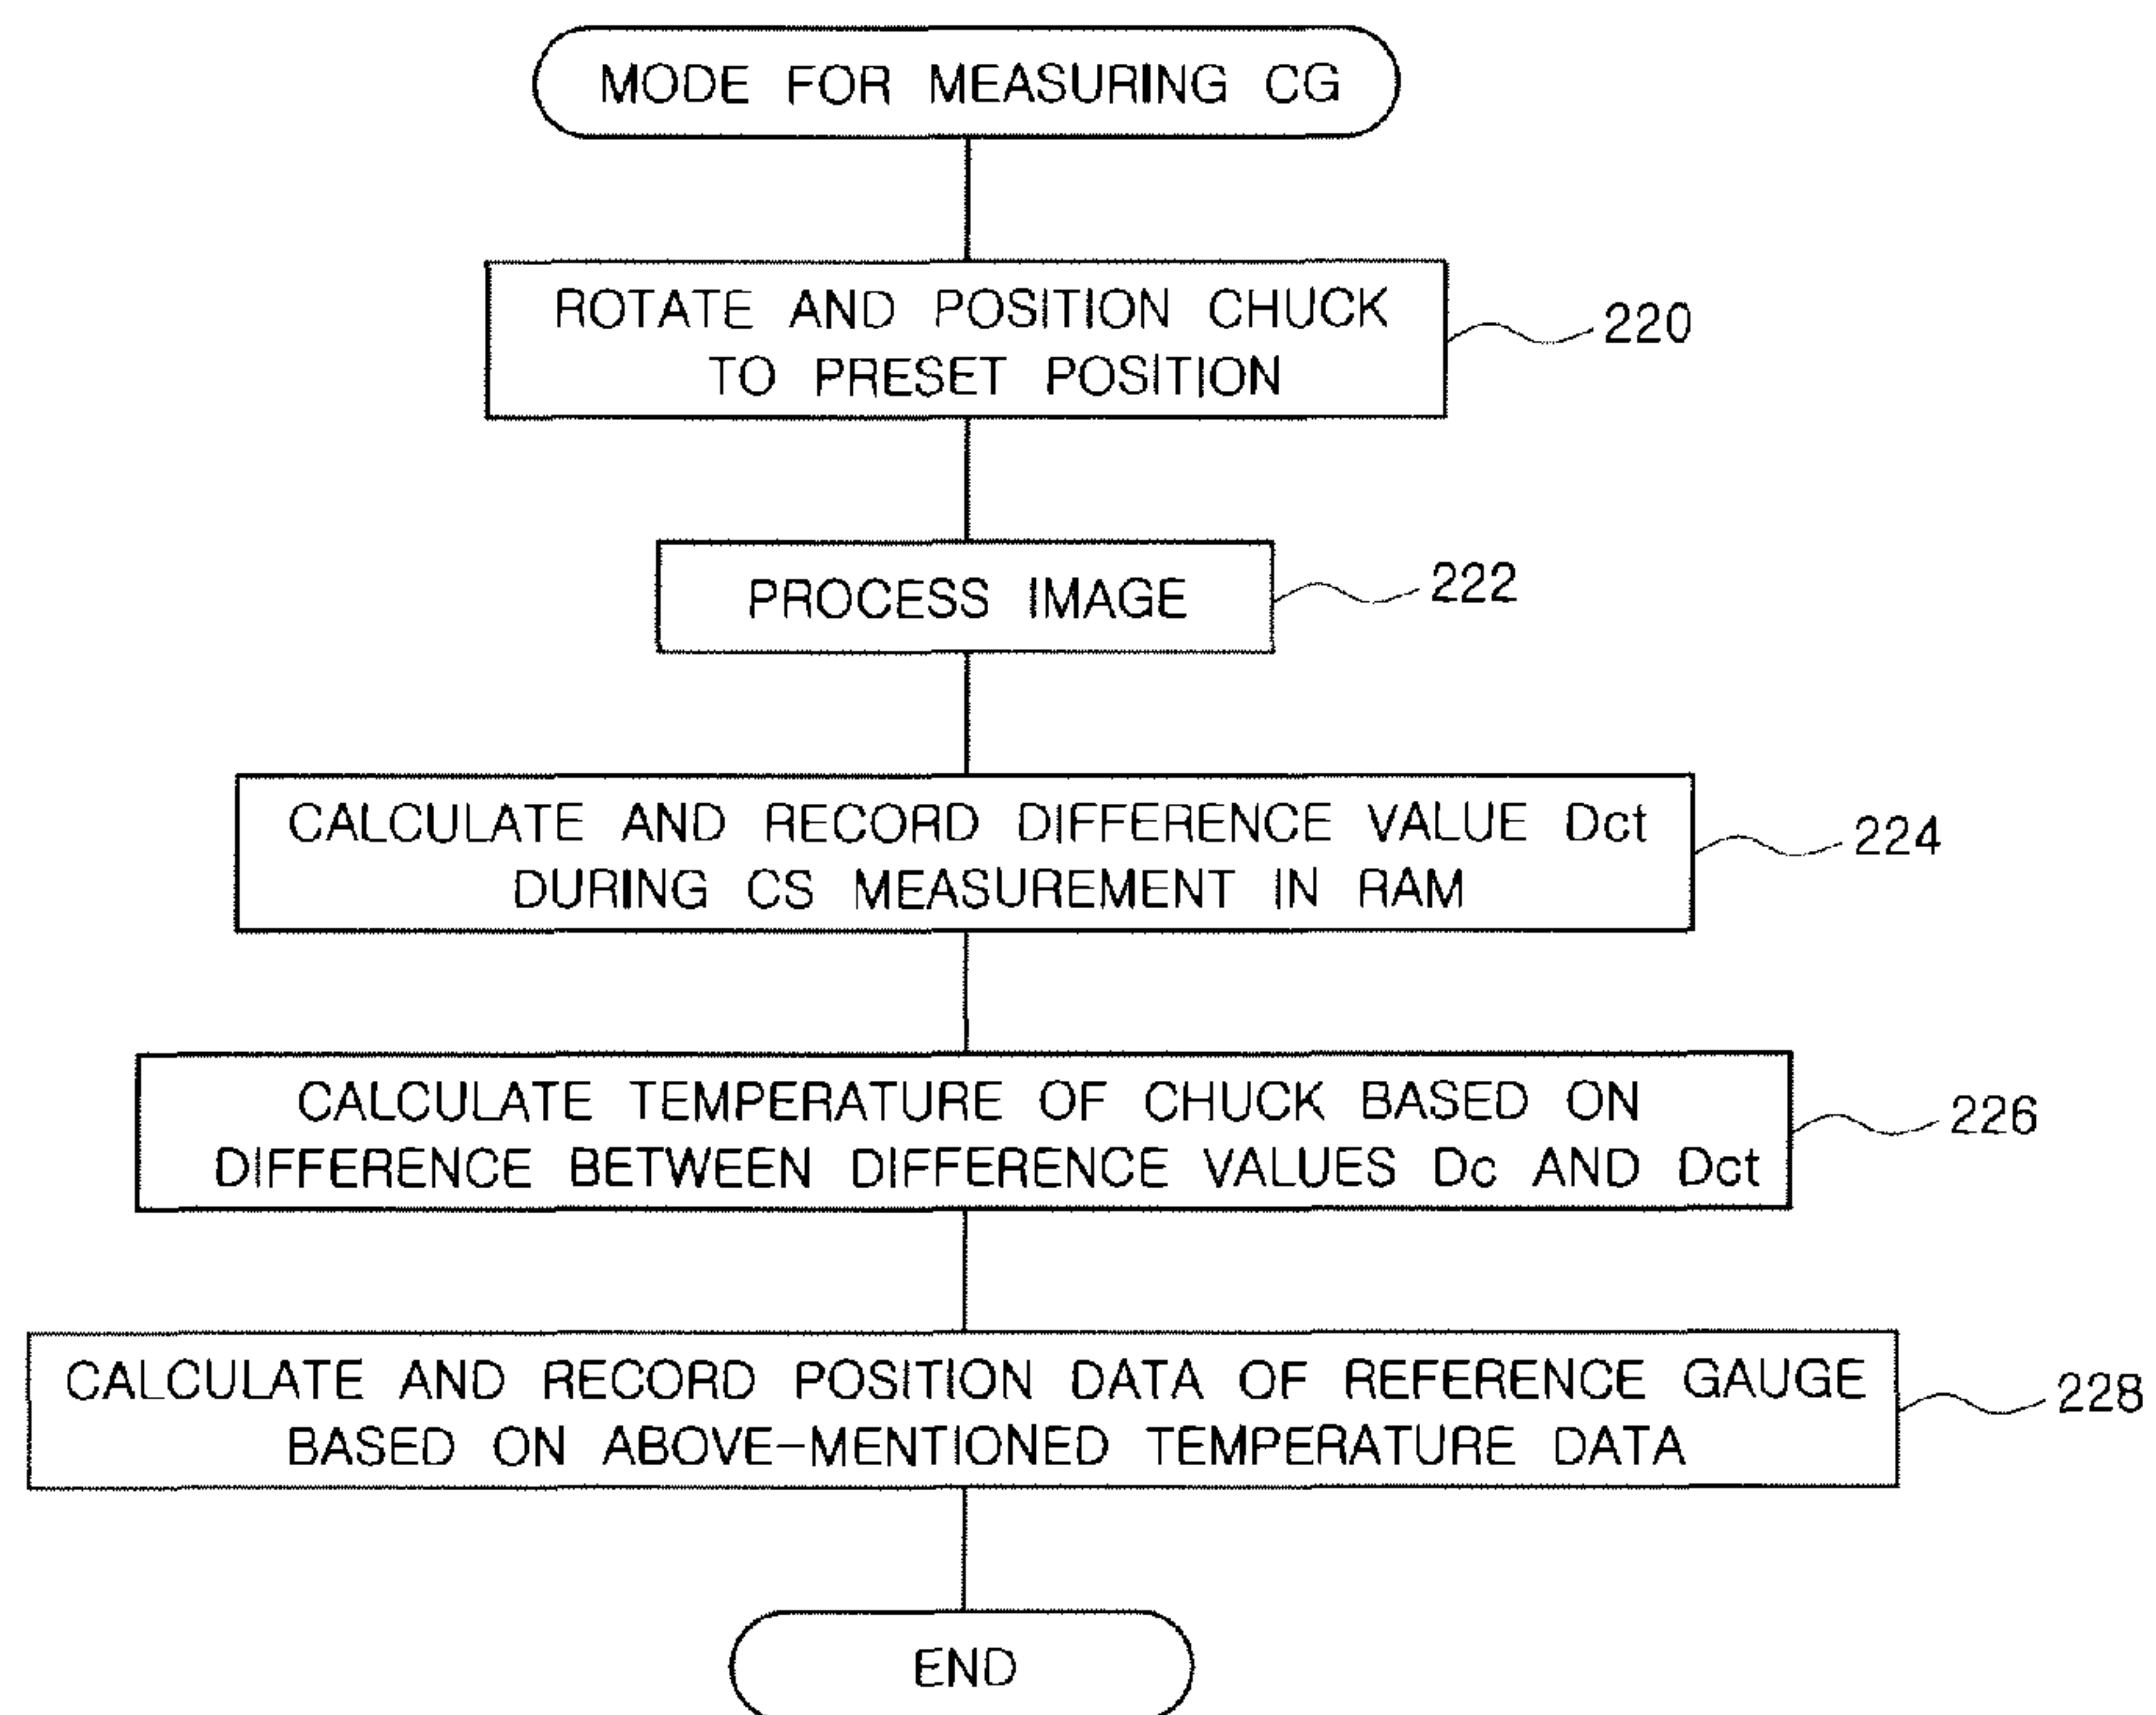 MODE FOR MEASURING CG
ROTATE AND POSITION CHUCK
TO PRESET POSITION
220
PROCESS IMAGE
222
CALCULATE AND RECORD DIFFERENCE VALUE Dct
DURING CS MEASUREMENT IN RAM
224
CALCULATE TEMPERATURE OF CHUCK BASED ON
DIFFERENCE BETWEEN DIFFERENCE VALUES Dc AND Dct
226
CALCULATE AND RECORD POSITION DATA OF REFERENCE GAUGE
BASED ON ABOVE-MENTIONED TEMPERATURE DATA
228
END